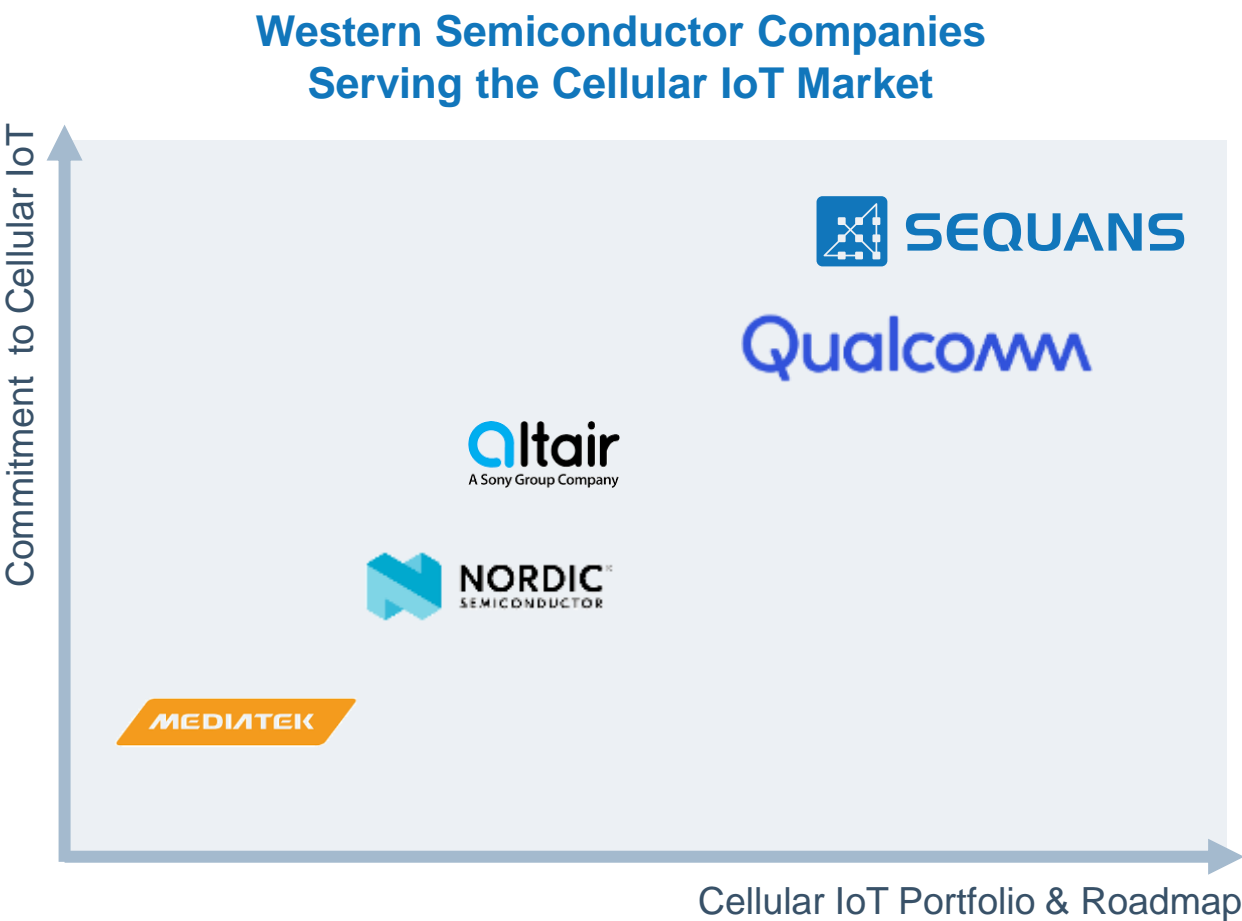 Western Semiconductor Companies
Serving the Cellular IoT Market
Commitment to Cellular IoT
SEQUANS
Qualcomm
altair
A Sony Group Company
NORDIC
SEMICONDUCTOR
MEDIATEK
Cellular IoT Portfolio & Roadmap